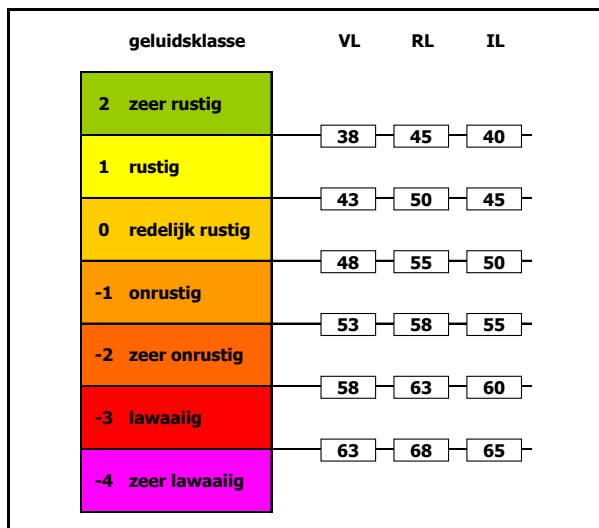 geluidsklasse VL RL IL
2 zeer rustig
38 45 40
1 rustig
43 50 45
0 redelijk rustig
48 55 50
-1 onrustig
53 58 55
-2 zeer onrustig
58 63 60
-3 lawaaiig
63 68 65
-4 zeer lawaaiig